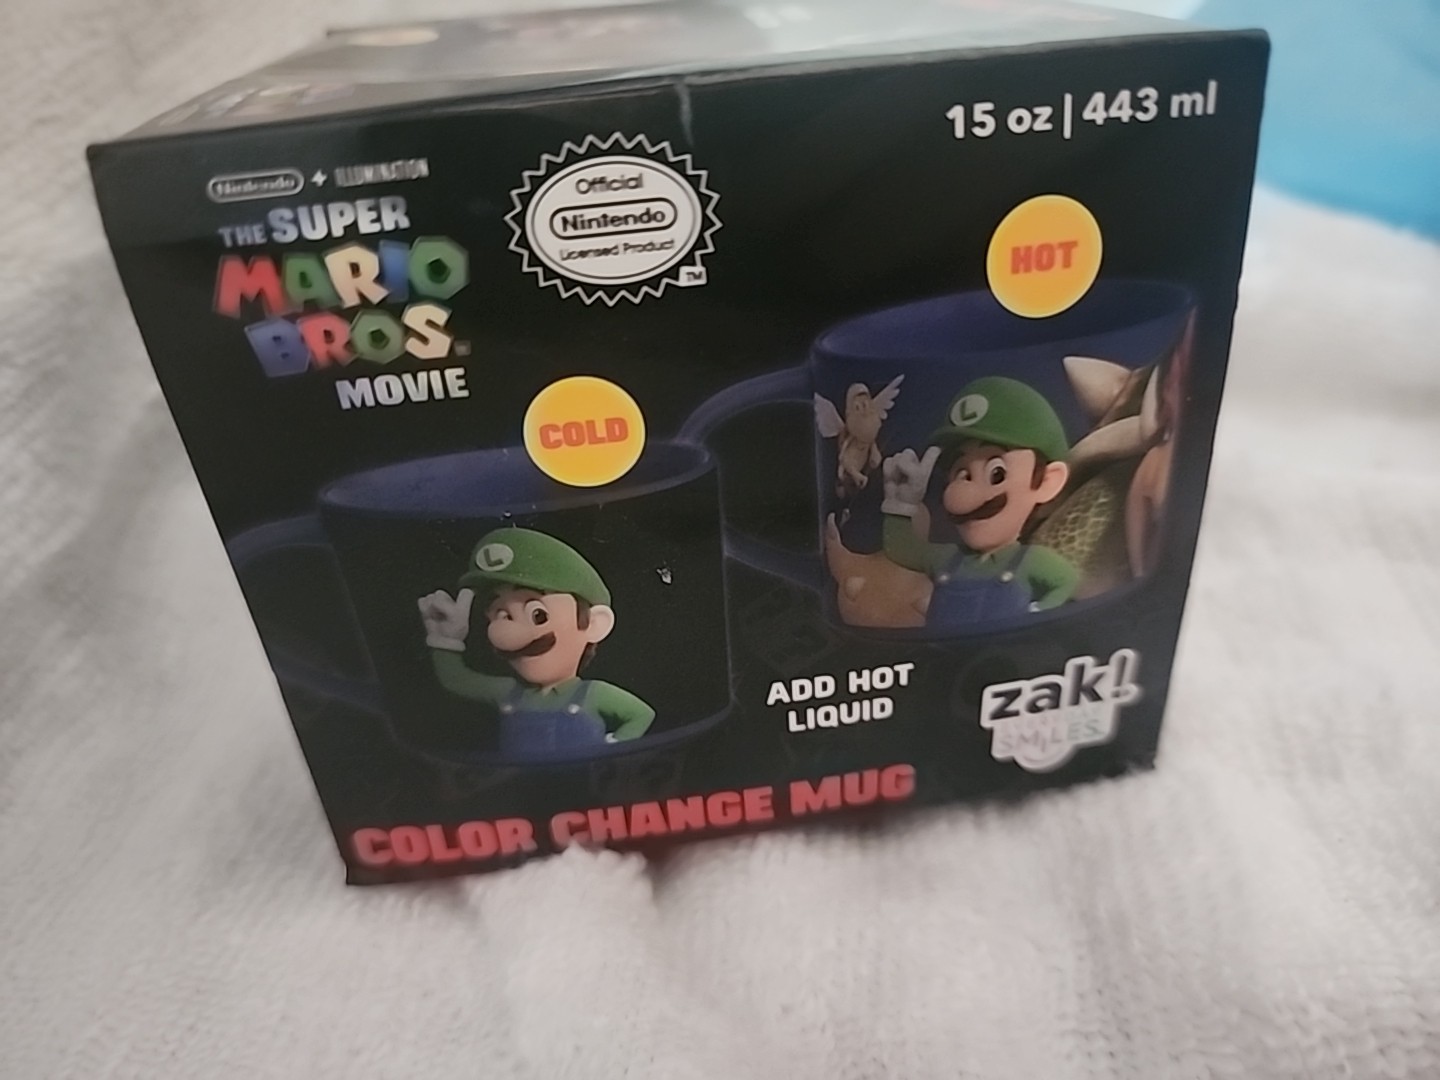 Nintendo + ILLUMINATION
THE SUPER
MARIO
BROS.
MOVIE
Official
Nintendo
Licensed Product
TM
15 oz | 443 ml
HOT
COLD
L
L
ADD HOT
LIQUID
zak!
SMILES
COLOR CHANGE MUG